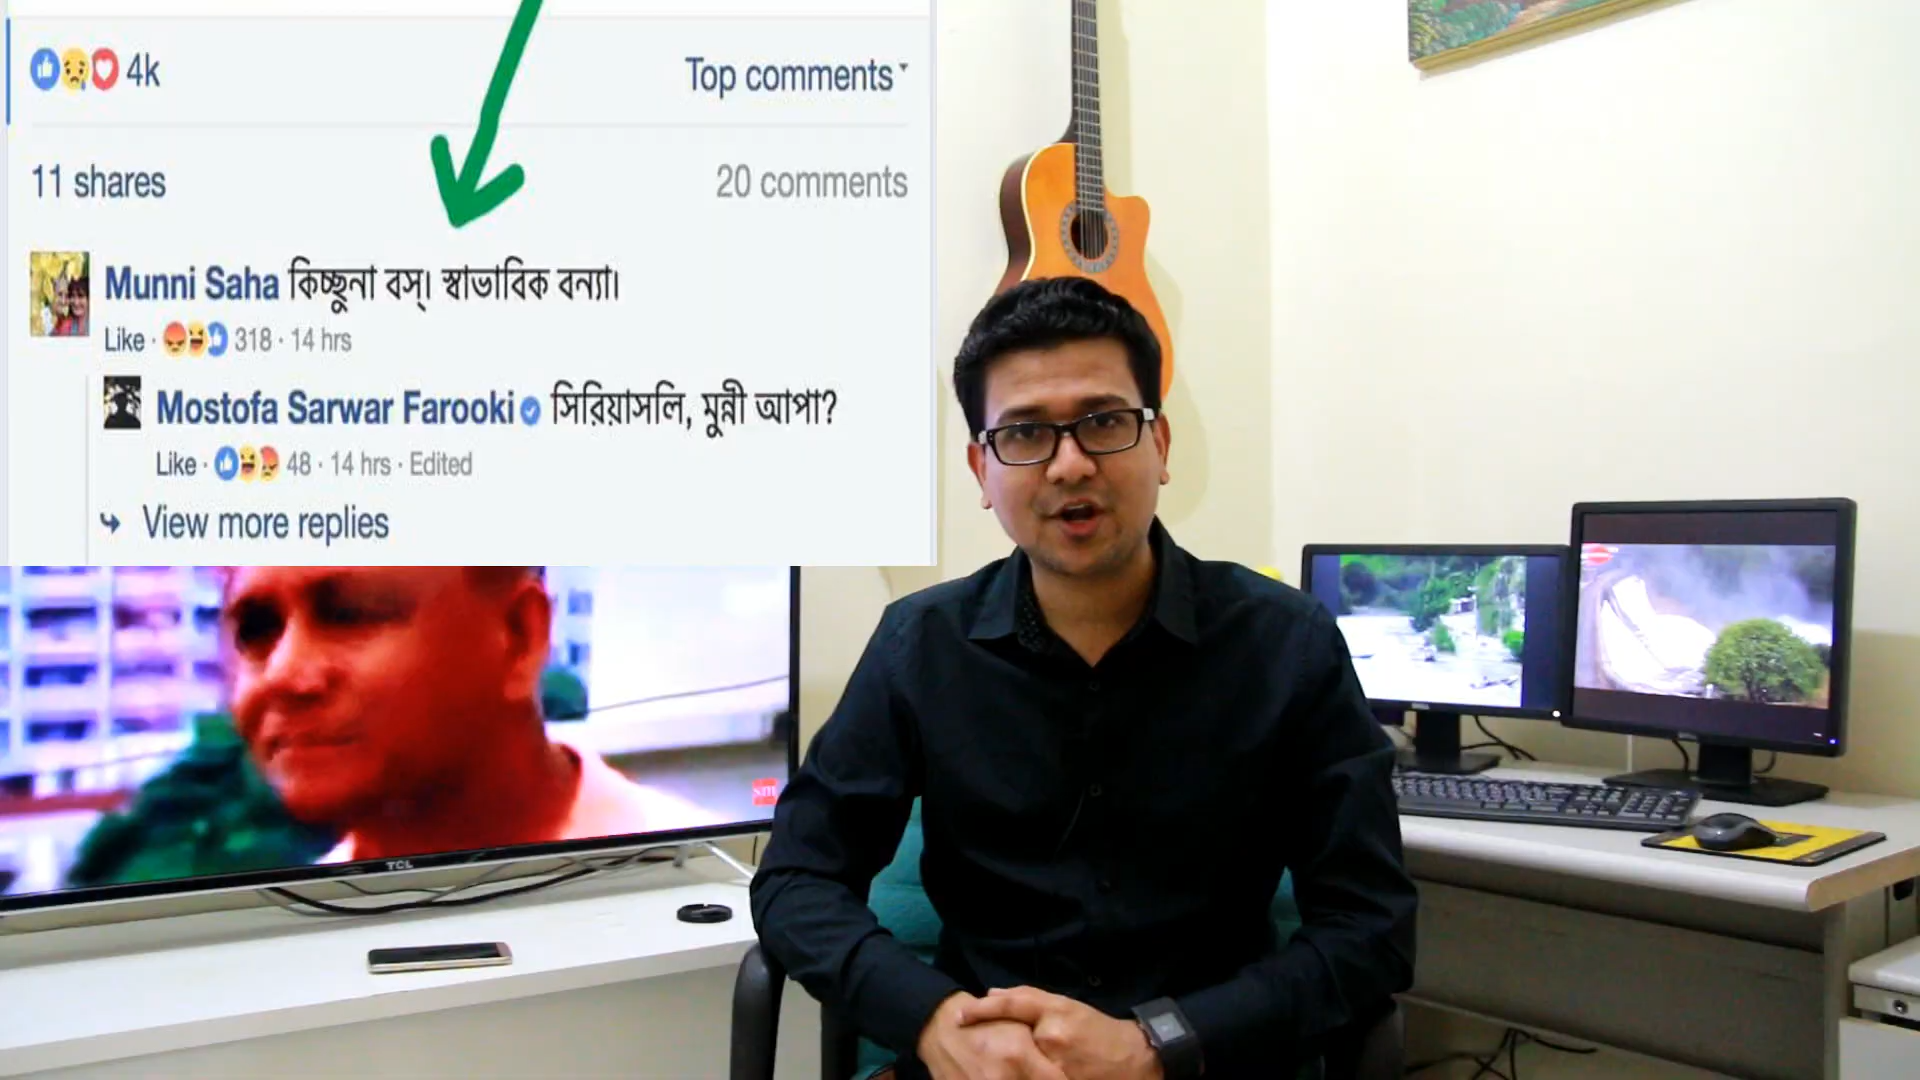 4k
Top comments
11 shares
20 comments
Munni Saha কিচ্ছুনা বস্। স্বাভাবিক বন্যা।
Like · 318 · 14 hrs
Mostofa Sarwar Farooki সিরিয়াসলি, মুন্নী আপা?
Like · 48 · 14 hrs · Edited
View more replies
TCL